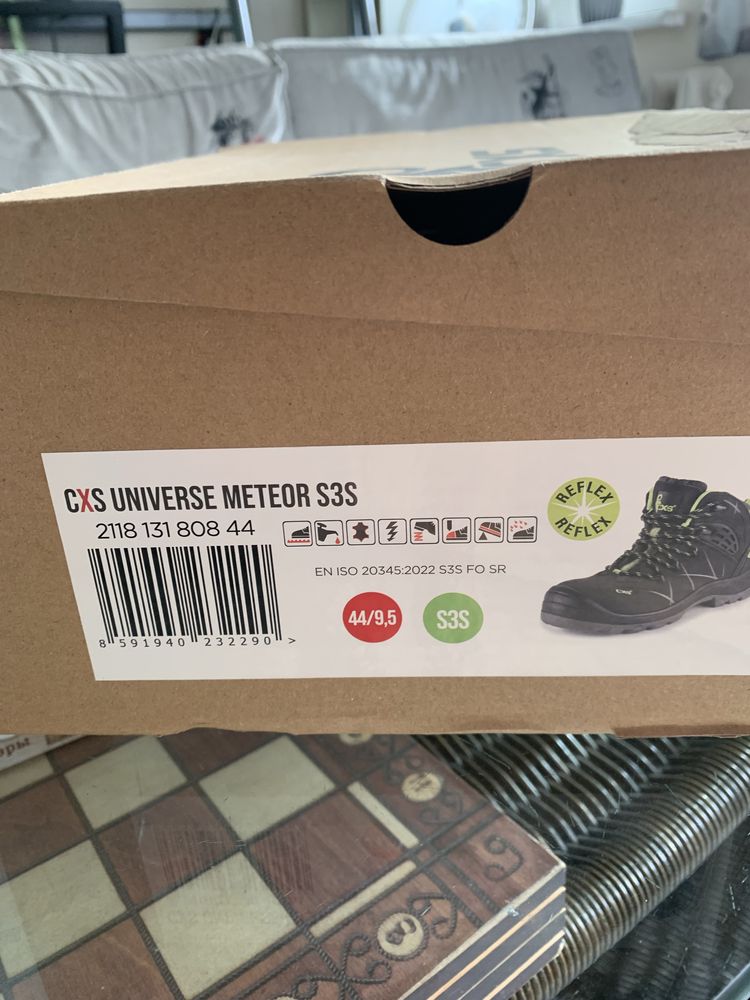 CXS UNIVERSE METEOR S3S
2118 131 808 44
EN ISO 20345:2022 S3S FO SR
8 591940 232290 >
44/9,5
S3S
REFLEX
REFLEX
CXS